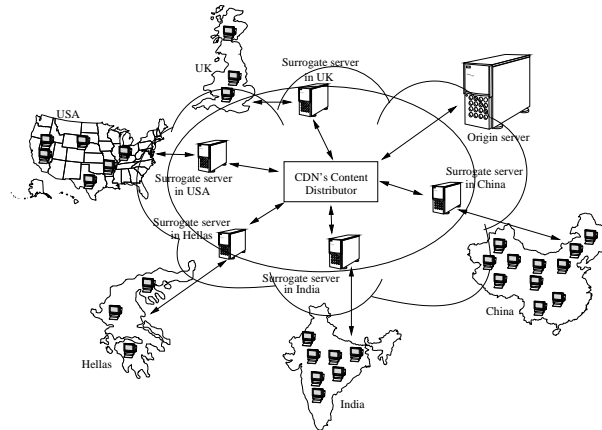 UK
Surrogate server
in UK
USA
Origin server
Surrogate server
in USA
CDN's Content
Distributor
Surrogate server
in China
Surrogate server
in Hellas
Surrogate server
in India
China
Hellas
India